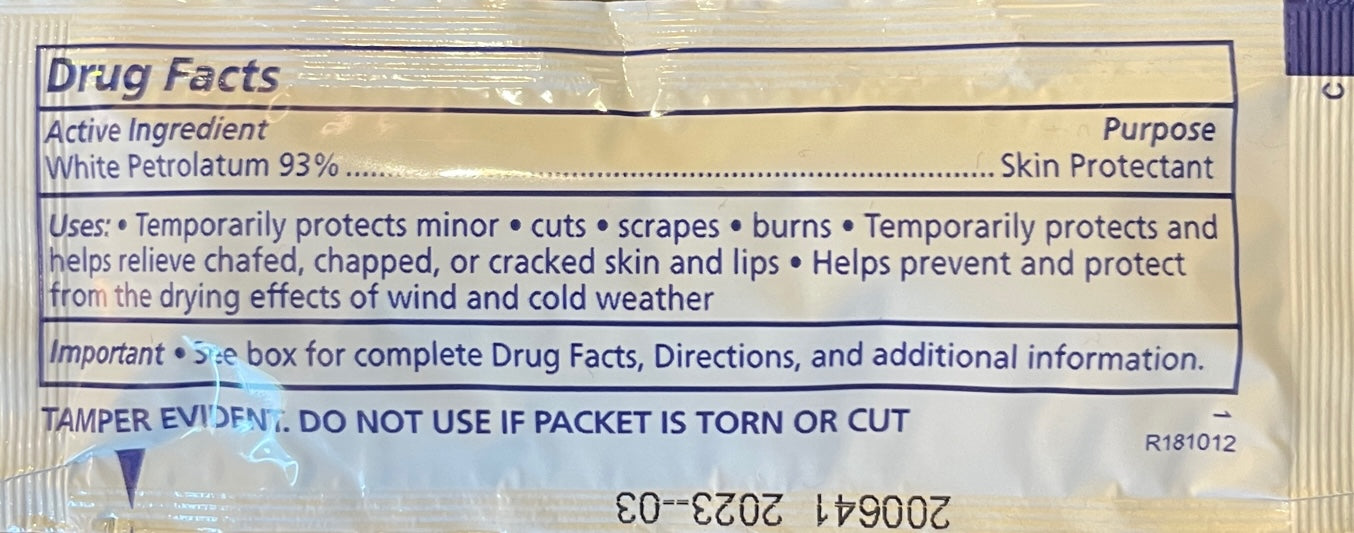 Drug Facts
Active Ingredient Purpose
White Petrolatum 93% ........................................................................ Skin Protectant
Uses: • Temporarily protects minor • cuts • scrapes • burns • Temporarily protects and
helps relieve chafed, chapped, or cracked skin and lips • Helps prevent and protect
from the drying effects of wind and cold weather
Important • See box for complete Drug Facts, Directions, and additional information.
TAMPER EVIDENT. DO NOT USE IF PACKET IS TORN OR CUT
1
R181012
200641 2023--03
C